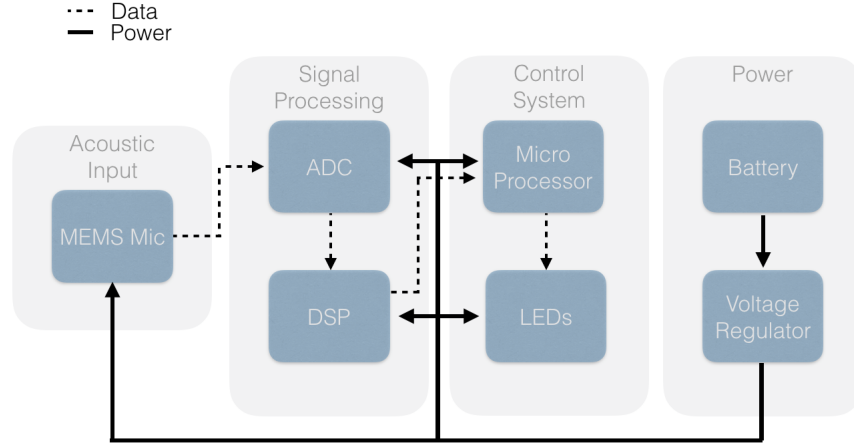 Data
Power
Signal
Processing
Control
System
Power
Acoustic
Input
ADC
Micro
Processor
Battery
MEMS Mic
DSP
LEDs
Voltage
Regulator